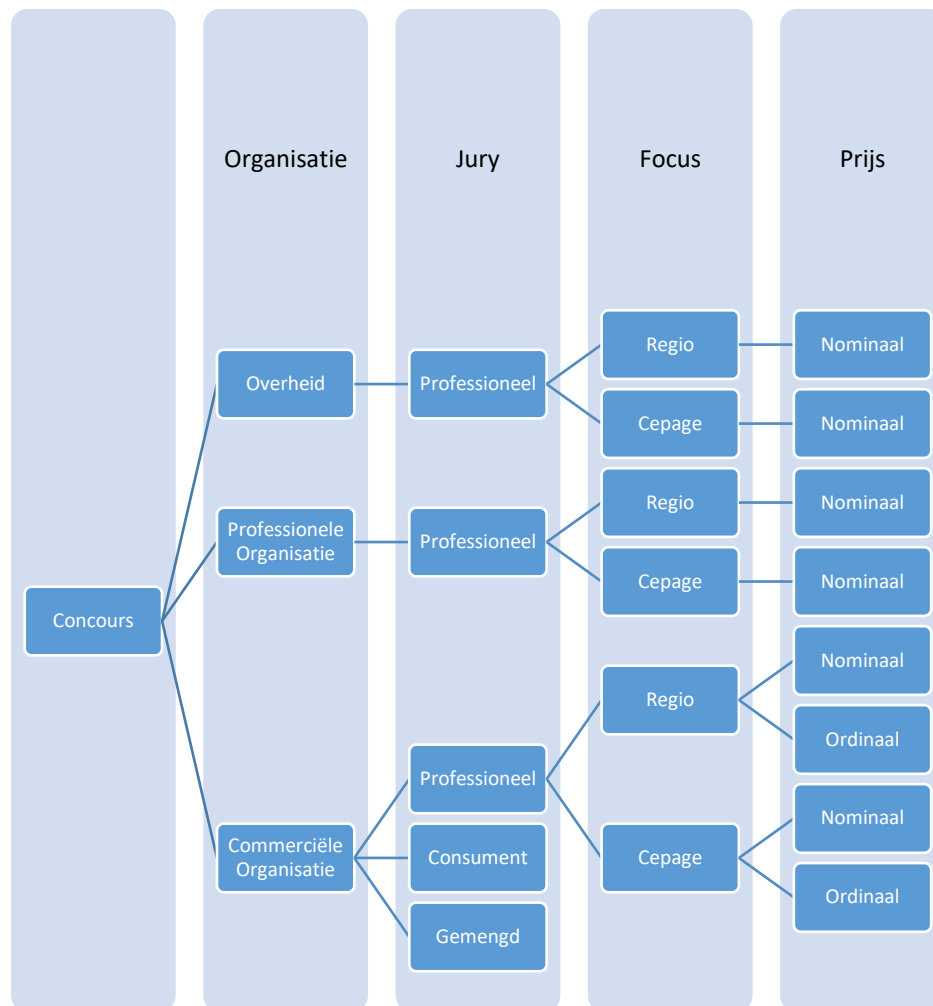 Organisatie
Jury
Focus
Prijs
Concours
Overheid
Professioneel
Regio
Nominaal
Cepage
Nominaal
Professionele
Organisatie
Professioneel
Regio
Nominaal
Cepage
Nominaal
Commerciële
Organisatie
Professioneel
Regio
Nominaal
Ordinaal
Cepage
Nominaal
Ordinaal
Consument
Gemengd